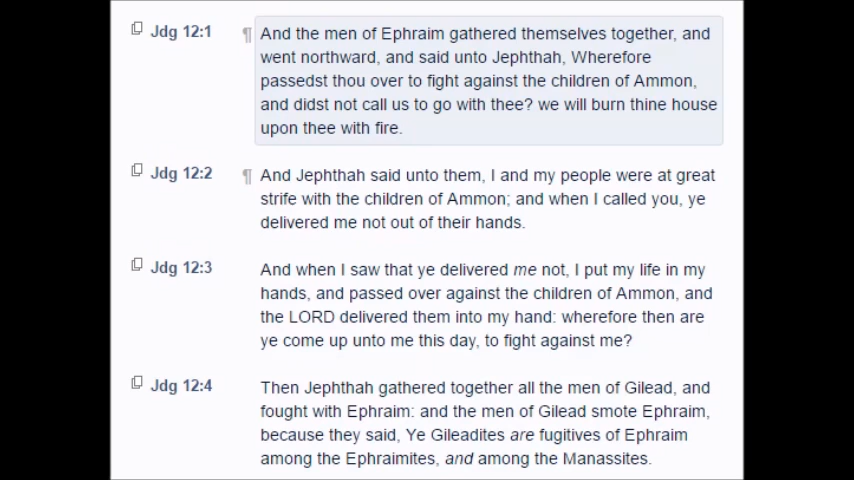 Jdg 12:1 ¶ And the men of Ephraim gathered themselves together, and
went northward, and said unto Jephthah, Wherefore
passedst thou over to fight against the children of Ammon,
and didst not call us to go with thee? we will burn thine house
upon thee with fire.
Jdg 12:2 ¶ And Jephthah said unto them, I and my people were at great
strife with the children of Ammon; and when I called you, ye
delivered me not out of their hands.
Jdg 12:3 And when I saw that ye delivered me not, I put my life in my
hands, and passed over against the children of Ammon, and
the LORD delivered them into my hand: wherefore then are
ye come up unto me this day, to fight against me?
Jdg 12:4 Then Jephthah gathered together all the men of Gilead, and
fought with Ephraim: and the men of Gilead smote Ephraim,
because they said, Ye Gileadites are fugitives of Ephraim
among the Ephraimites, and among the Manassites.